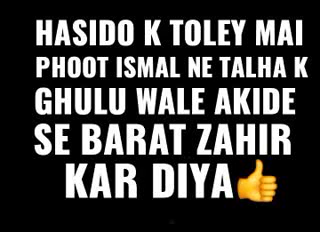 HASIDO K TOLEY MAI
PHOOT ISMAL NE TALHA K
GHULU WALE AKIDE
SE BARAT ZAHIR
KAR DIYA👍